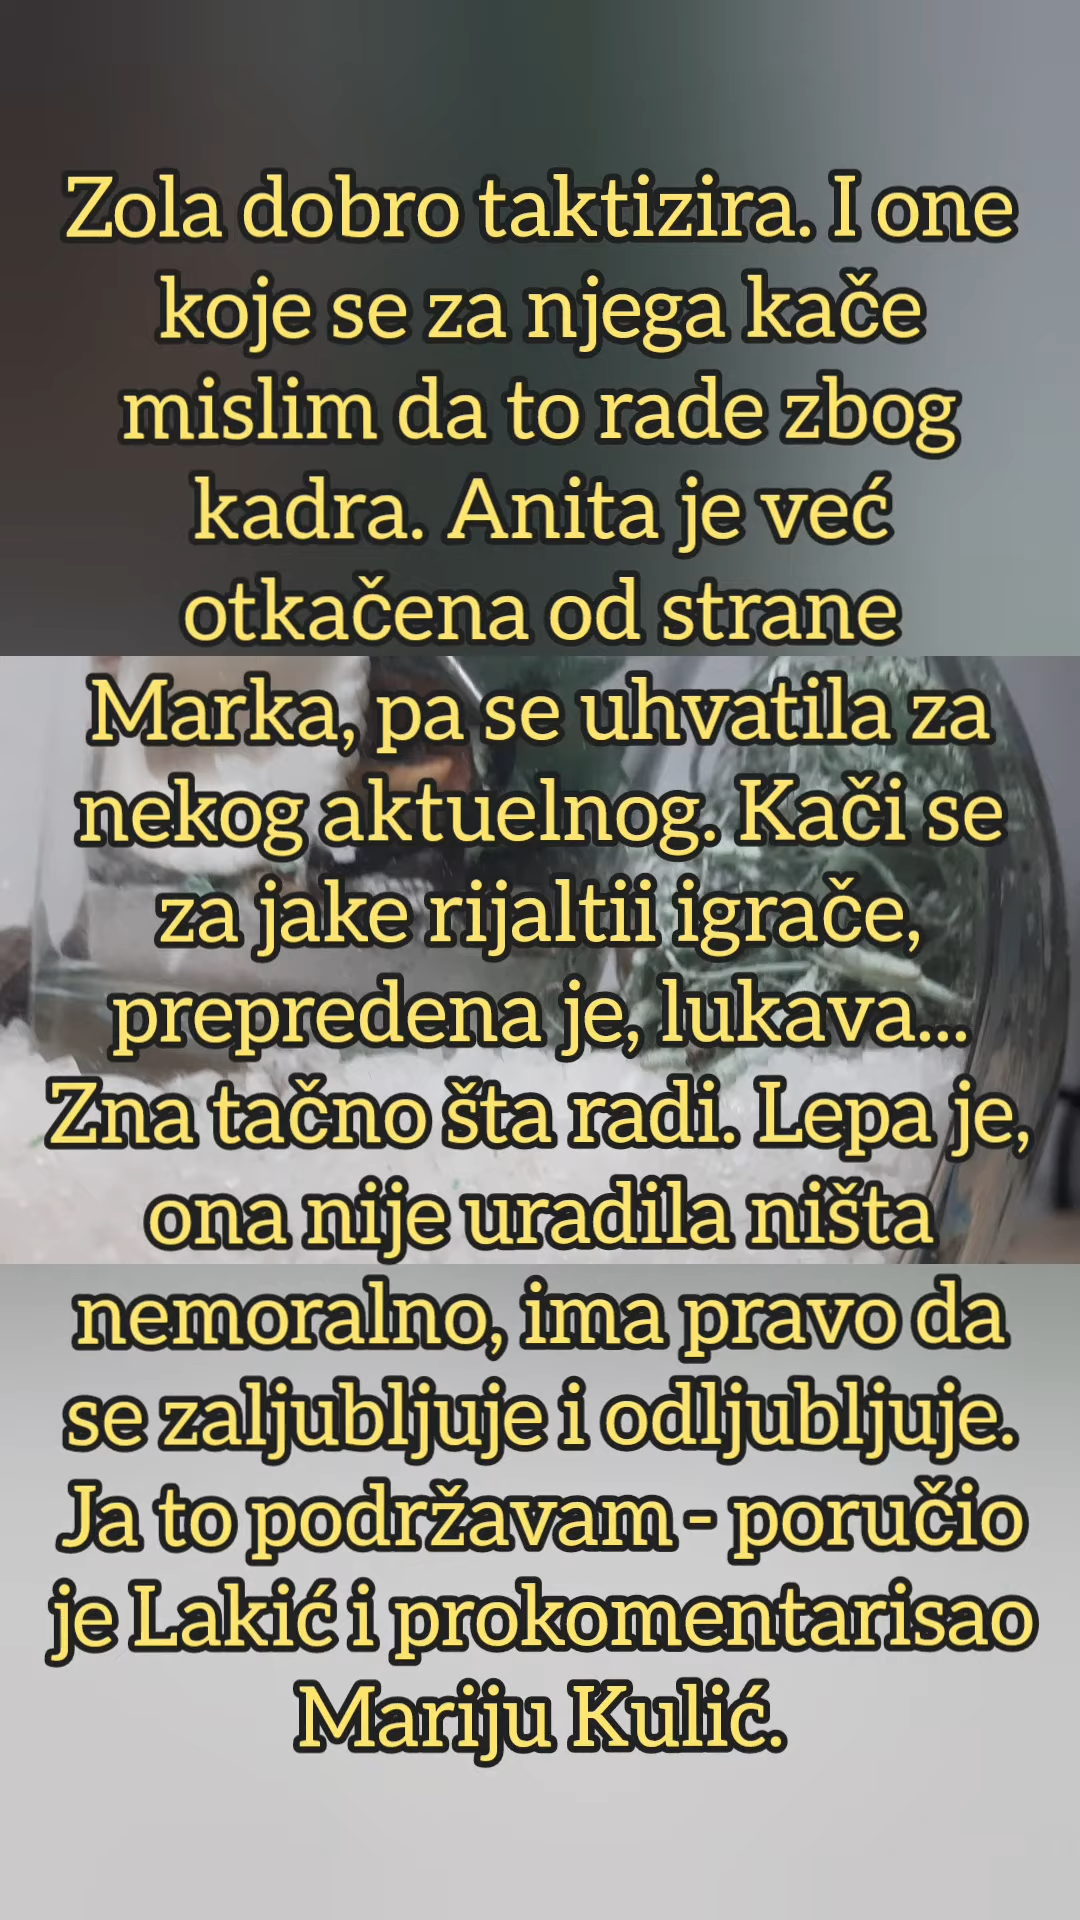 Zola dobro taktizira. I one
koje se za njega kače
mislim da to rade zbog
kadra. Anita je već
otkačena od strane
Marka, pa se uhvatila za
nekog aktuelnog. Kači se
za jake rijaltii igrače,
prepredena je, lukava...
Zna tačno šta radi. Lepa je,
ona nije uradila ništa
nemoralno, ima pravo da
se zaljubljuje i odljubljuje.
Ja to podržavam - poručio
je Lakić i prokomentarisao
Mariju Kulić.